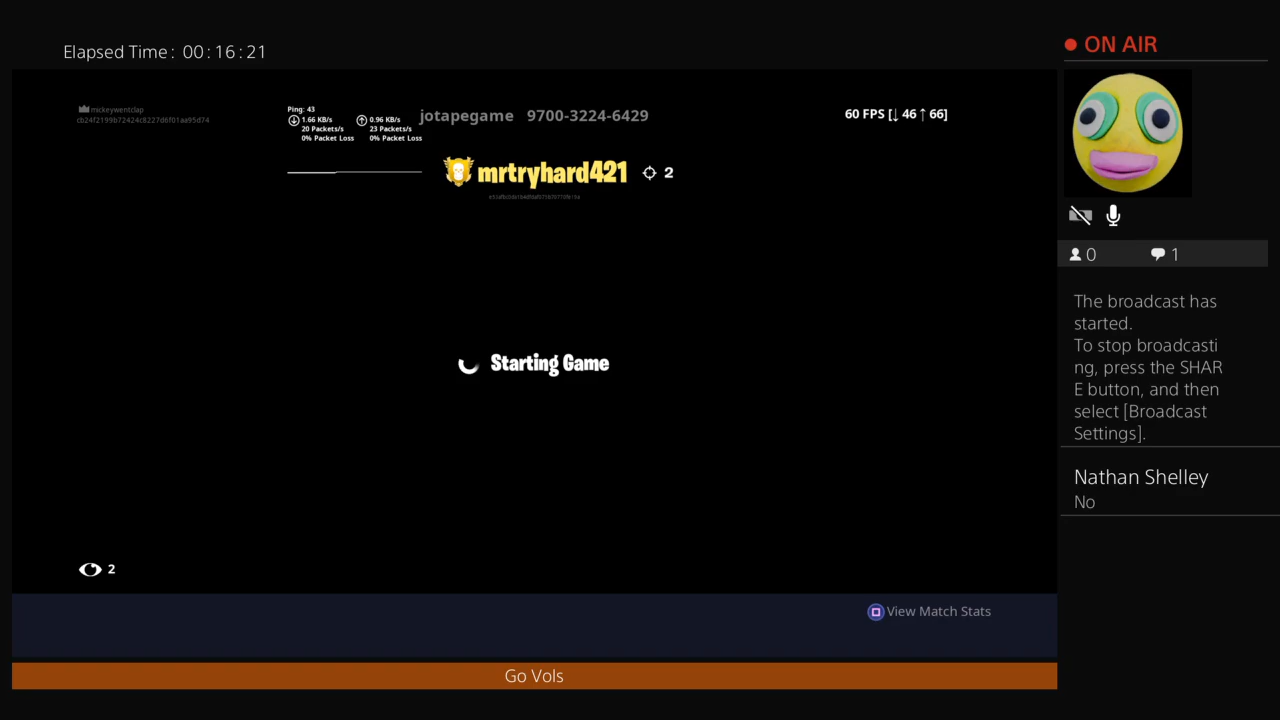 Elapsed Time: 00:16:21
ON AIR
mickeywentclap
cb24f2199b72424c8227d6f01aa95d74
Ping: 43
1.66 KB/s 0.96 KB/s
20 Packets/s 23 Packets/s
0% Packet Loss 0% Packet Loss
jotapegame 9700-3224-6429
60 FPS [↓ 46 ↑ 66]
mrtryhard421 2
0 1
The broadcast has
started.
To stop broadcasti
ng, press the SHAR
E button, and then
select [Broadcast
Settings].
Starting Game
Nathan Shelley
No
2
View Match Stats
Go Vols